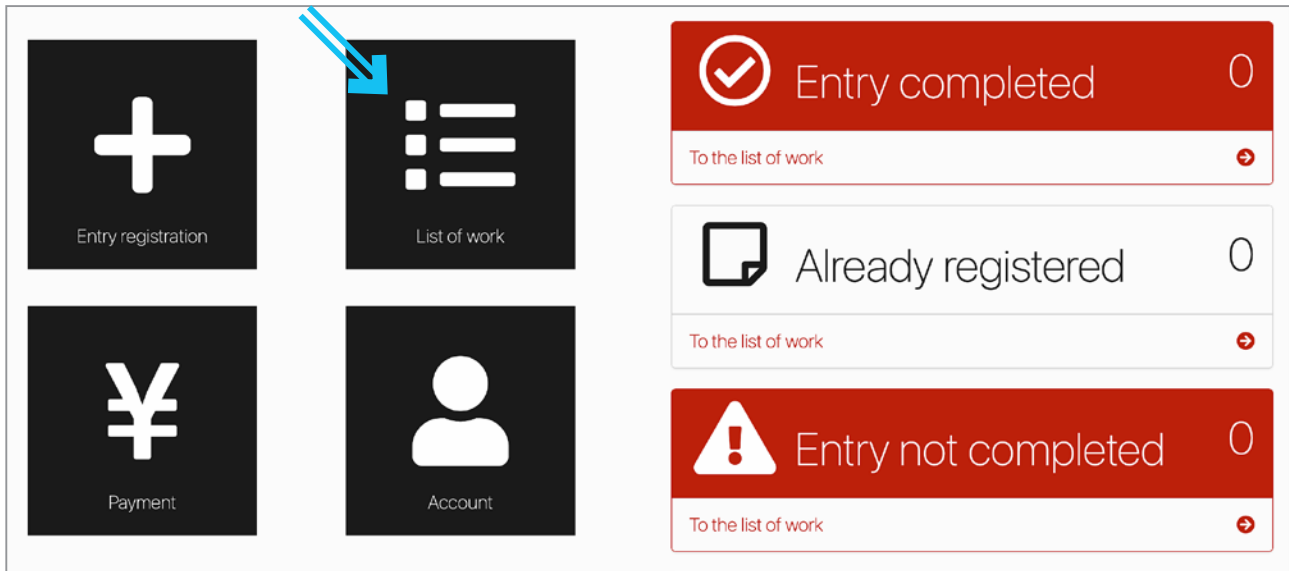 Entry registration
List of work
Payment
Account
Entry completed 0
To the list of work
Already registered 0
To the list of work
Entry not completed 0
To the list of work